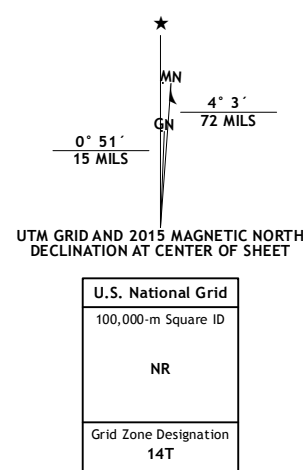 ★
MN
4° 3´
72 MILS
GN
0° 51´
15 MILS
UTM GRID AND 2015 MAGNETIC NORTH
DECLINATION AT CENTER OF SHEET
U.S. National Grid
100,000-m Square ID
NR
Grid Zone Designation
14T